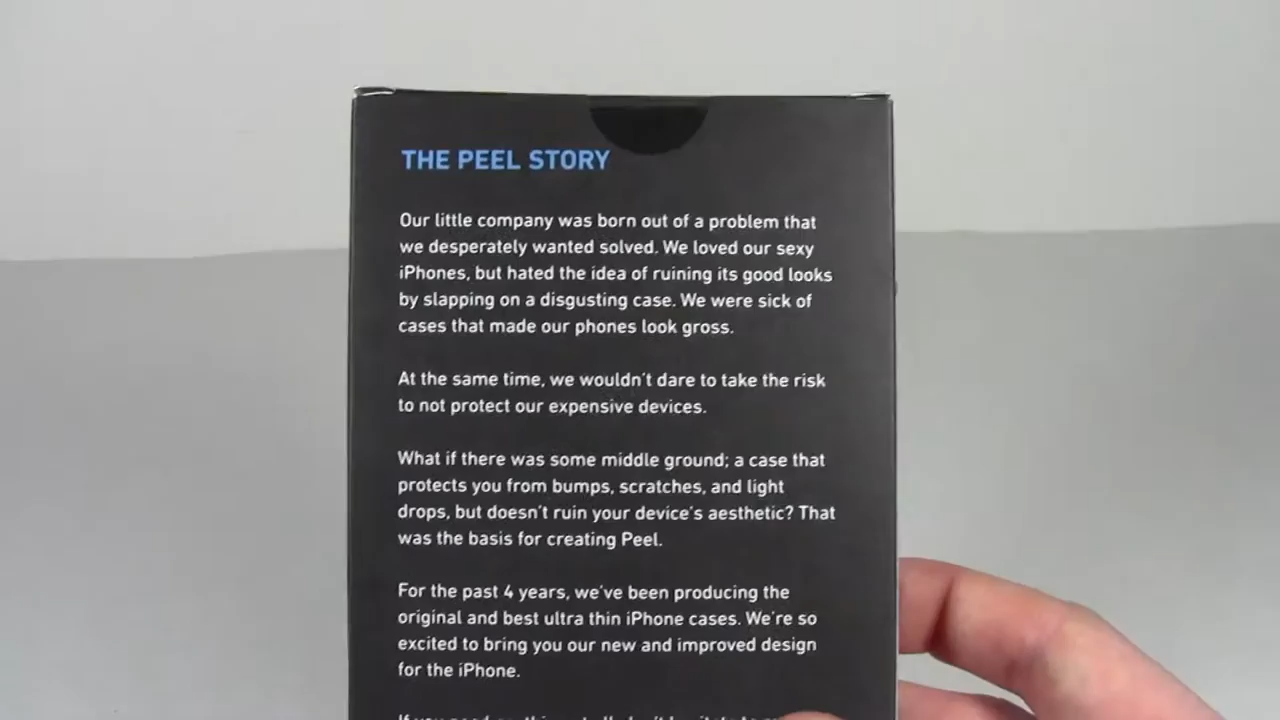 THE PEEL STORY
Our little company was born out of a problem that
we desperately wanted solved. We loved our sexy
iPhones, but hated the idea of ruining its good looks
by slapping on a disgusting case. We were sick of
cases that made our phones look gross.
At the same time, we wouldn't dare to take the risk
to not protect our expensive devices.
What if there was some middle ground; a case that
protects you from bumps, scratches, and light
drops, but doesn't ruin your device's aesthetic? That
was the basis for creating Peel.
For the past 4 years, we've been producing the
original and best ultra thin iPhone cases. We're so
excited to bring you our new and improved design
for the iPhone.
If you need